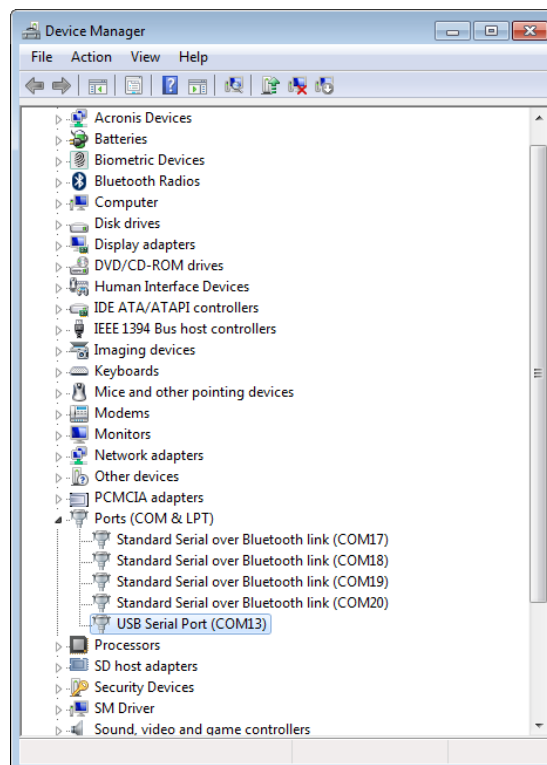 Device Manager
File Action View Help
Acronis Devices
Batteries
Biometric Devices
Bluetooth Radios
Computer
Disk drives
Display adapters
DVD/CD-ROM drives
Human Interface Devices
IDE ATA/ATAPI controllers
IEEE 1394 Bus host controllers
Imaging devices
Keyboards
Mice and other pointing devices
Modems
Monitors
Network adapters
Other devices
PCMCIA adapters
Ports (COM & LPT)
Standard Serial over Bluetooth link (COM17)
Standard Serial over Bluetooth link (COM18)
Standard Serial over Bluetooth link (COM19)
Standard Serial over Bluetooth link (COM20)
USB Serial Port (COM13)
Processors
SD host adapters
Security Devices
SM Driver
Sound, video and game controllers